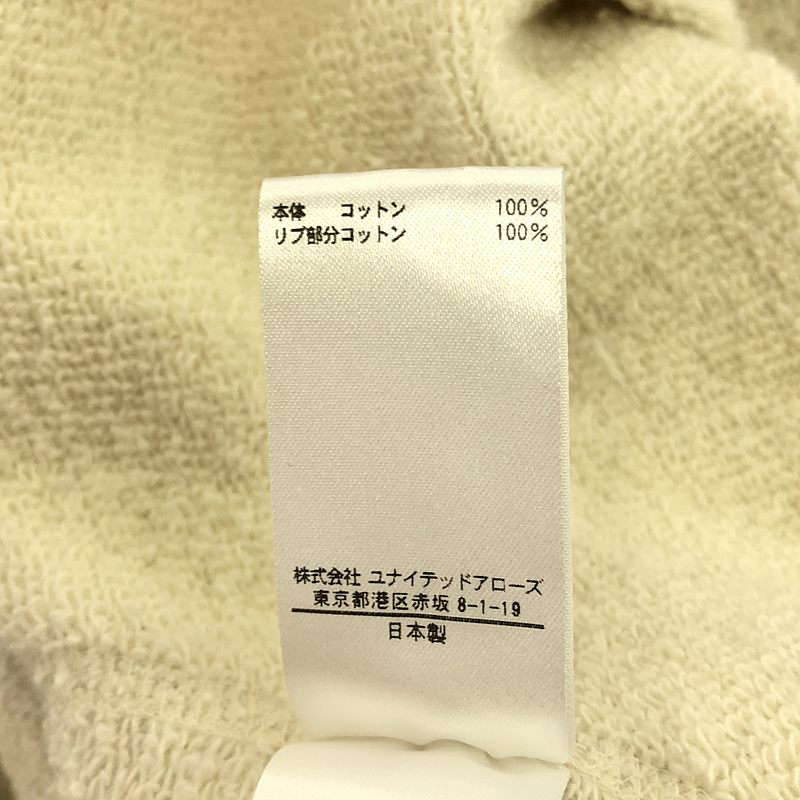 本体　コットン　100%
リブ部分コットン　100%
株式会社 ユナイテッドアローズ
東京都港区赤坂 8-1-19
日本製